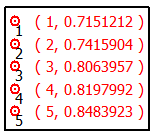 1 ( 1, 0.7151212 )
2 ( 2, 0.7415904 )
3 ( 3, 0.8063957 )
4 ( 4, 0.8199992 )
5 ( 5, 0.8483923 )